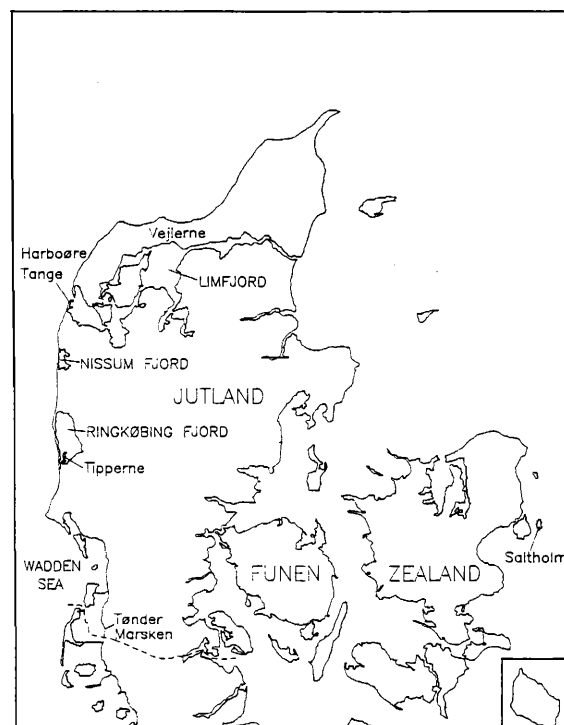 Vejlerne
Harboøre
Tange
LIMFJORD
NISSUM FJORD
JUTLAND
RINGKØBING FJORD
Tipperne
Saltholm
WADDEN
SEA
FUNEN
ZEALAND
Tønder
Marsken